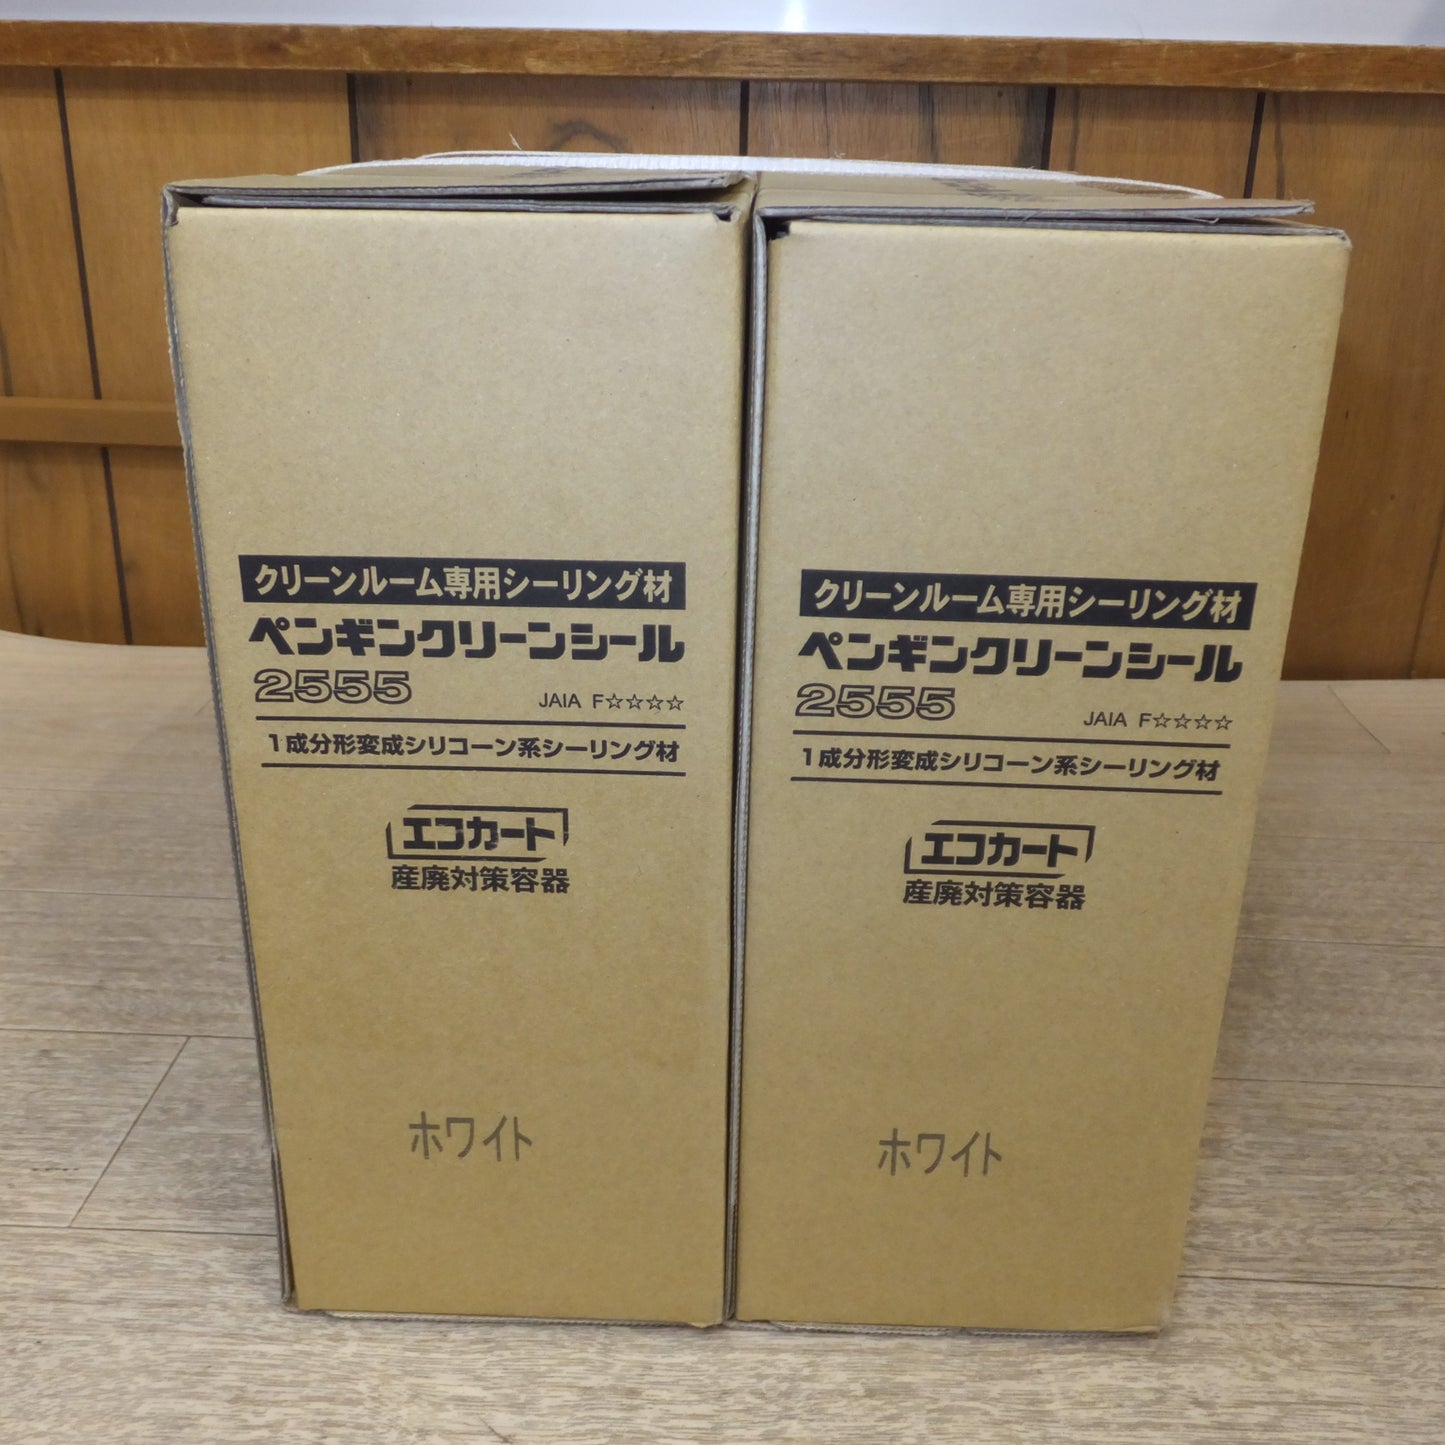 クリーンルーム専用シーリング材
ペンギンクリーンシール
2555
JAIA F☆☆☆☆
1成分形変成シリコーン系シーリング材
エコカート
産廃対策容器
ホワイト
クリーンルーム専用シーリング材
ペンギンクリーンシール
2555
JAIA F☆☆☆☆
1成分形変成シリコーン系シーリング材
エコカート
産廃対策容器
ホワイト